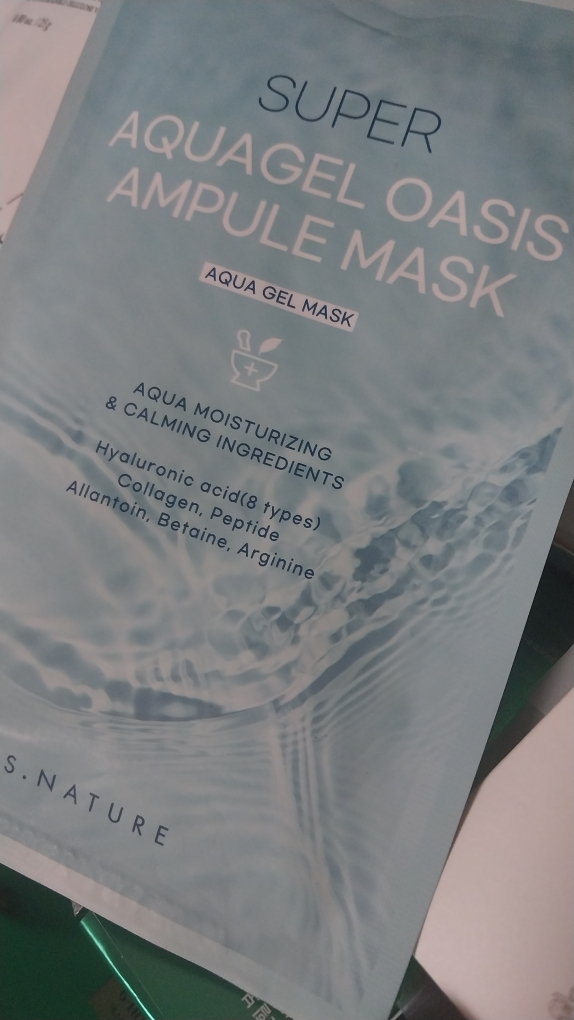 SUPER
AQUAGEL OASIS
AMPULE MASK
AQUA GEL MASK
AQUA MOISTURIZING
& CALMING INGREDIENTS
Hyaluronic acid(8 types)
Collagen, Peptide
Allantoin, Betaine, Arginine
S.NATURE